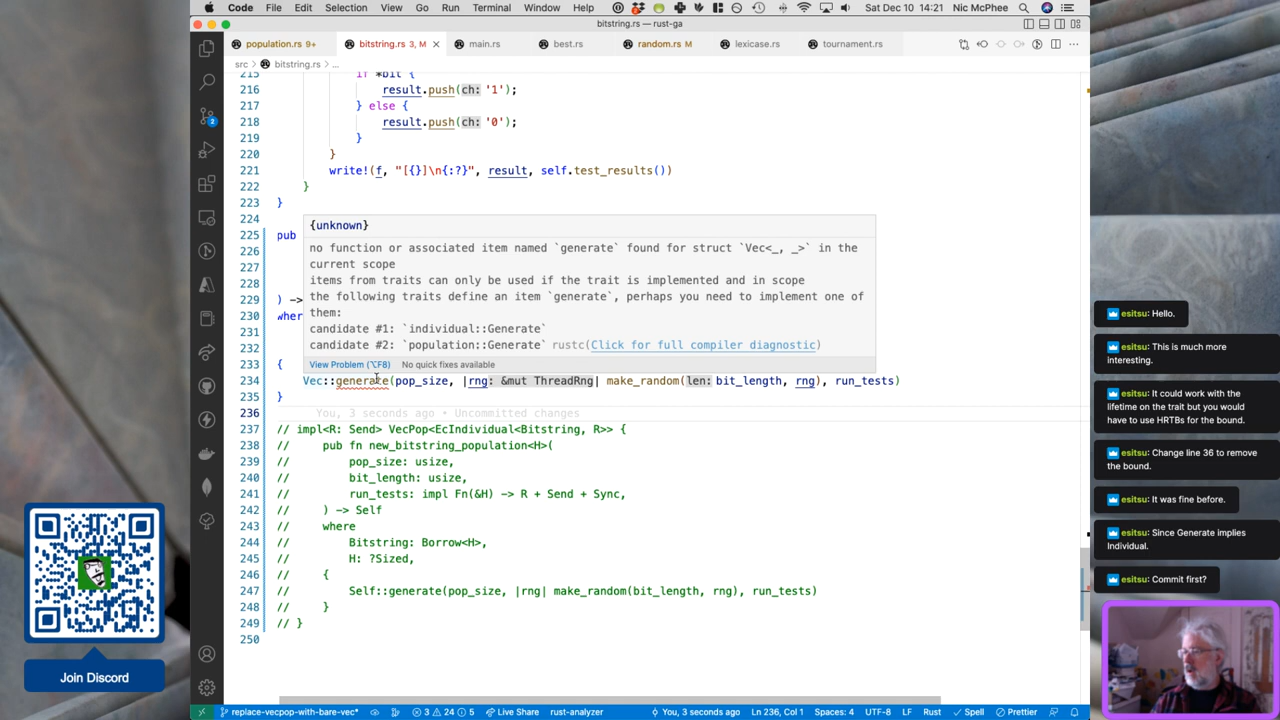 Code File Edit Selection View Go Run Terminal Window Help Sat Dec 10 14:21 Nic McPhee
bitstring.rs — rust-ga
population.rs 9+ bitstring.rs 3, M × main.rs best.rs random.rs M lexicase.rs tournament.rs
src > bitstring.rs > ...
215 if *bit {
216 result.push(ch: '1');
217 } else {
218 result.push(ch: '0');
219 }
220 }
221 write!(f, "[{}]\n{:?}", result, self.test_results())
222 }
223 }
224
225 pub
226
227
228
229 ) ->
230 where
231
232
233 {
234 Vec::generate(pop_size, |rng: &mut ThreadRng| make_random(len: bit_length, rng), run_tests)
235 }
236 You, 3 seconds ago • Uncommitted changes
237 // impl<R: Send> VecPop<EcIndividual<Bitstring, R>> {
238 // pub fn new_bitstring_population<H>(
239 // pop_size: usize,
240 // bit_length: usize,
241 // run_tests: impl Fn(&H) -> R + Send + Sync,
242 // ) -> Self
243 // where
244 // Bitstring: Borrow<H>,
245 // H: ?Sized,
246 // {
247 // Self::generate(pop_size, |rng| make_random(bit_length, rng), run_tests)
248 // }
249 // }
250
{unknown}
no function or associated item named `generate` found for struct `Vec<_, _>` in the
current scope
items from traits can only be used if the trait is implemented and in scope
the following traits define an item `generate`, perhaps you need to implement one of
them:
candidate #1: `individual::Generate`
candidate #2: `population::Generate` rustc(Click for full compiler diagnostic)
View Problem (⌥F8) No quick fixes available
esitsu: Hello.
esitsu: This is much more
interesting.
esitsu: It could work with the
lifetime on the trait but you would
have to use HRTBs for the bound.
esitsu: Change line 36 to remove
the bound.
esitsu: It was fine before.
esitsu: Since Generate implies
Individual.
esitsu: Commit first?
Join Discord
2
replace-vecpop-with-bare-vec* 3 24 5 Live Share rust-analyzer You, 3 seconds ago Ln 236, Col 1 Spaces: 4 UTF-8 LF Rust Spell Prettier